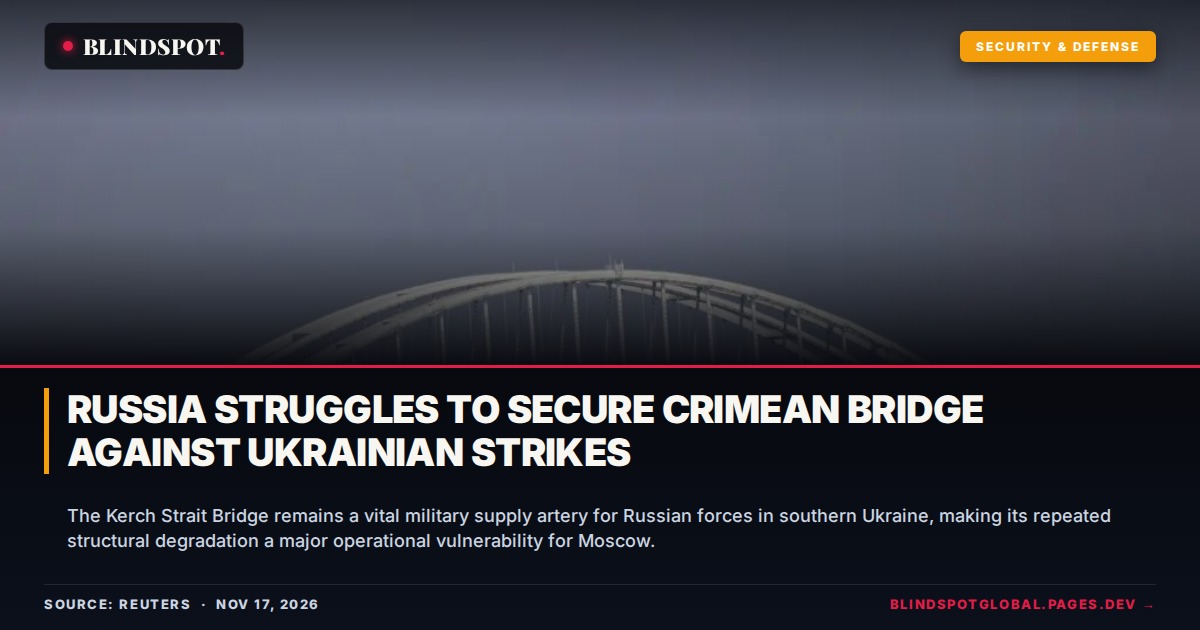 BLINDSPOT.
SECURITY & DEFENSE
RUSSIA STRUGGLES TO SECURE CRIMEAN BRIDGE
AGAINST UKRAINIAN STRIKES
The Kerch Strait Bridge remains a vital military supply artery for Russian forces in southern Ukraine, making its repeated
structural degradation a major operational vulnerability for Moscow.
SOURCE: REUTERS · NOV 17, 2026
BLINDSPOTGLOBAL.PAGES.DEV →